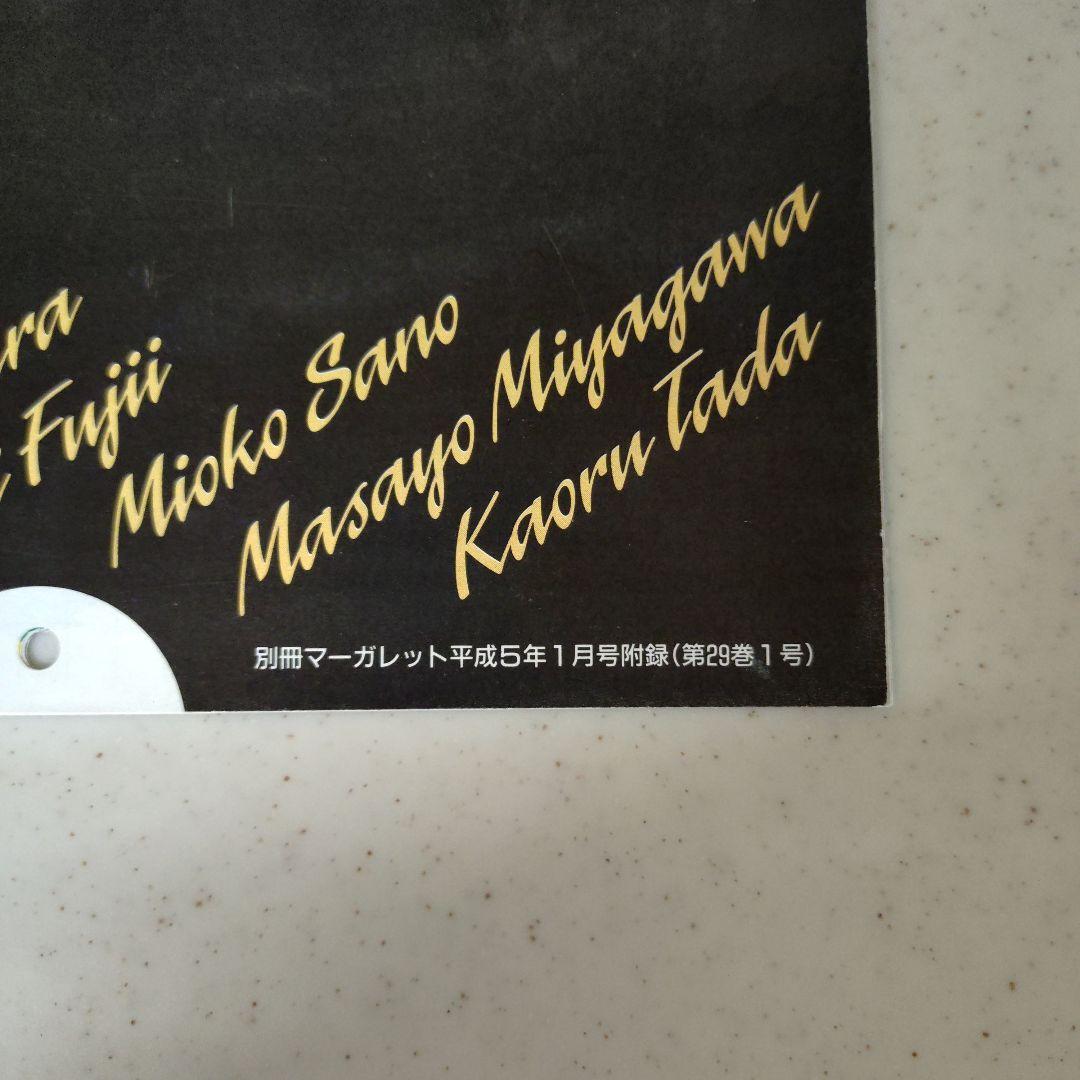 Fujii
Mioko Sano
Masayo Miyagawa
Kaoru Tada
別冊マーガレット平成5年1月号附録(第29巻1号)